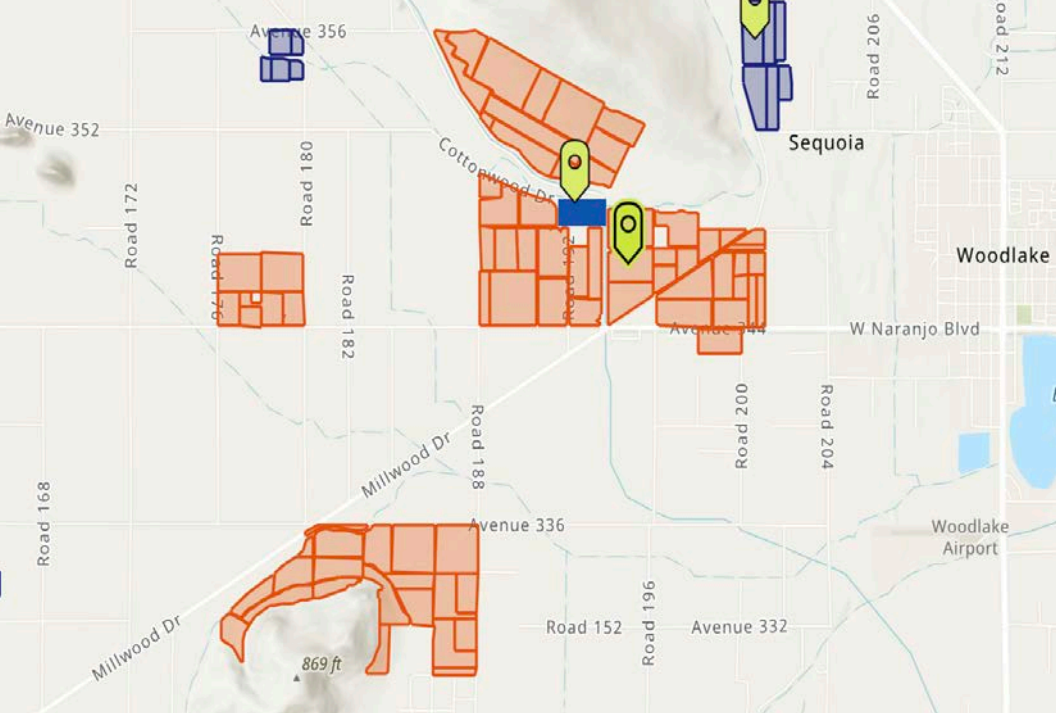 Avenue 356
Road 206
oad 212
Avenue 352
Sequoia
Road 180
Cottonwood Dr
Road 172
Woodlake
Road 176
Road 192
Road 182
Avenue 344
W Naranjo Blvd
Road 188
Road 200
Road 204
Millwood Dr
Road 168
Avenue 336
Woodlake
Airport
Road 196
Road 152
Avenue 332
Millwood Dr
869 ft